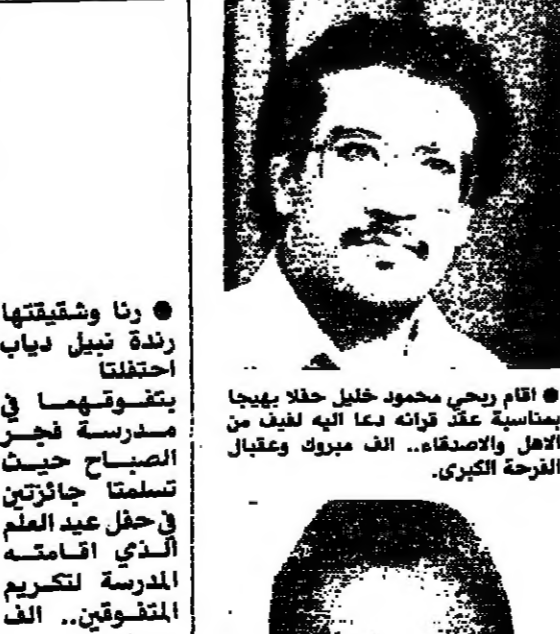 ● اقام ربحي محمود خليل حفلا بهيجا
بمناسبة عقد قرانه دعا اليه لفيف من
الاهل والاصدقاء.. الف مبروك وعقبال
الفرحة الكبرى.
● رنا وشقيقتها
رندة نبيل دياب
احتفلتا
بتفوقهما في
مدرسة فجر
الصباح حيث
تسلمتا جائزتين
في حفل عيد العلم
الذي اقامته
المدرسة لتكريم
المتفوقين.. الف